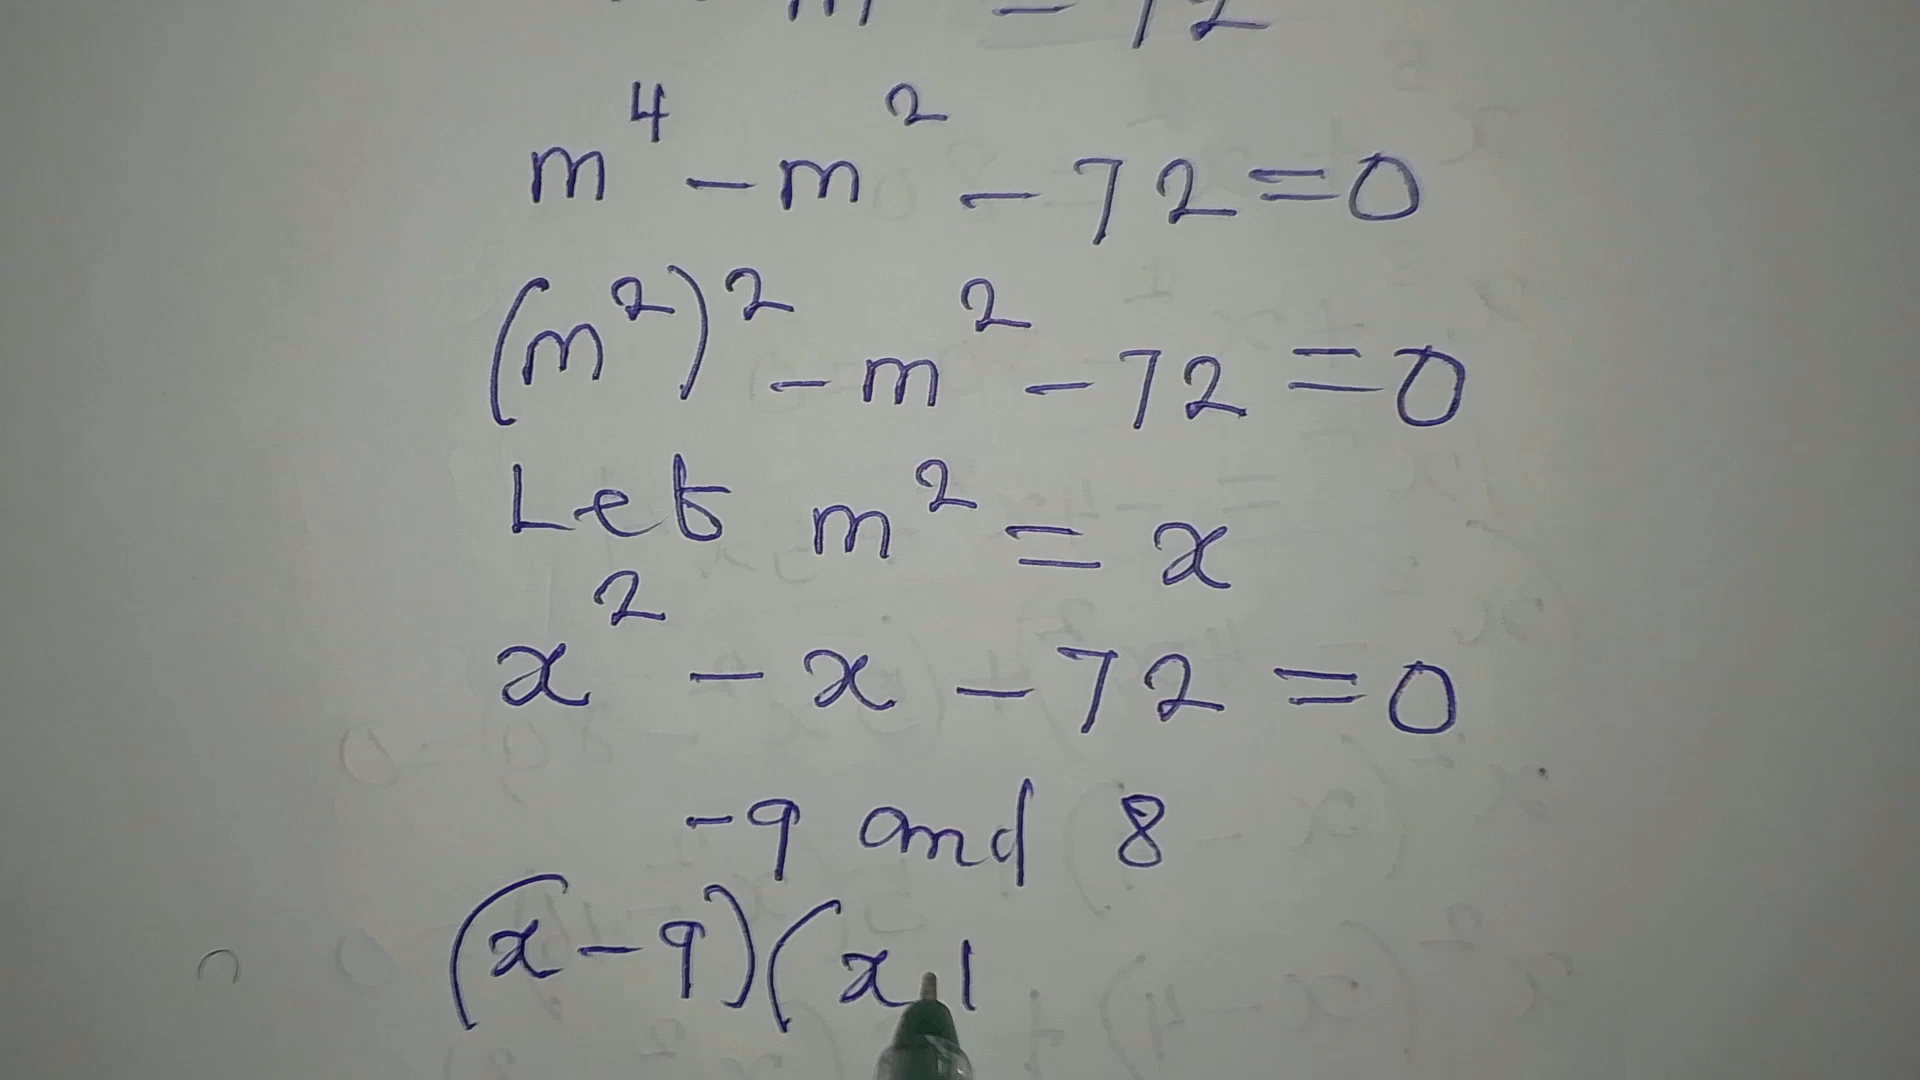 m⁴ - m² - 72 = 0
(m²)² - m² - 72 = 0
Let m² = x
x² - x - 72 = 0
-9 and 8
(x - 9)(x